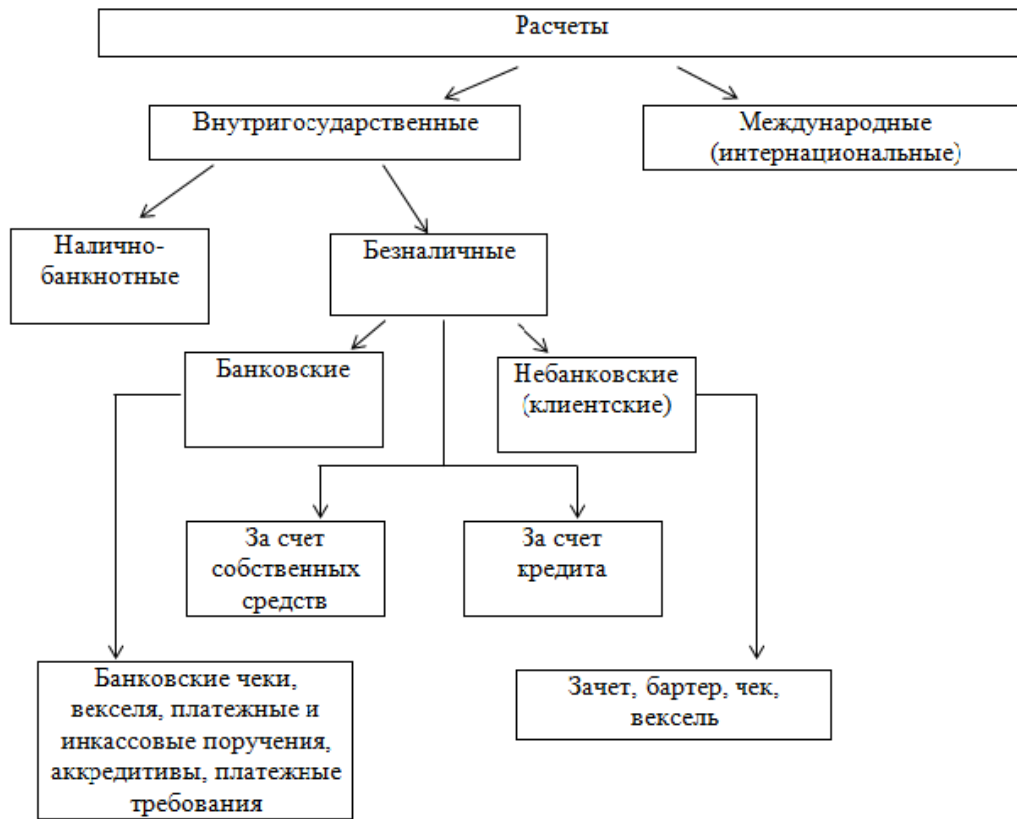 Расчеты
Внутригосударственные
Международные
(интернациональные)
Налично-
банкнотные
Безналичные
Банковские
Небанковские
(клиентские)
За счет
собственных
средств
За счет
кредита
Банковские чеки,
векселя, платежные и
инкассовые поручения,
аккредитивы, платежные
требования
Зачет, бартер, чек,
вексель